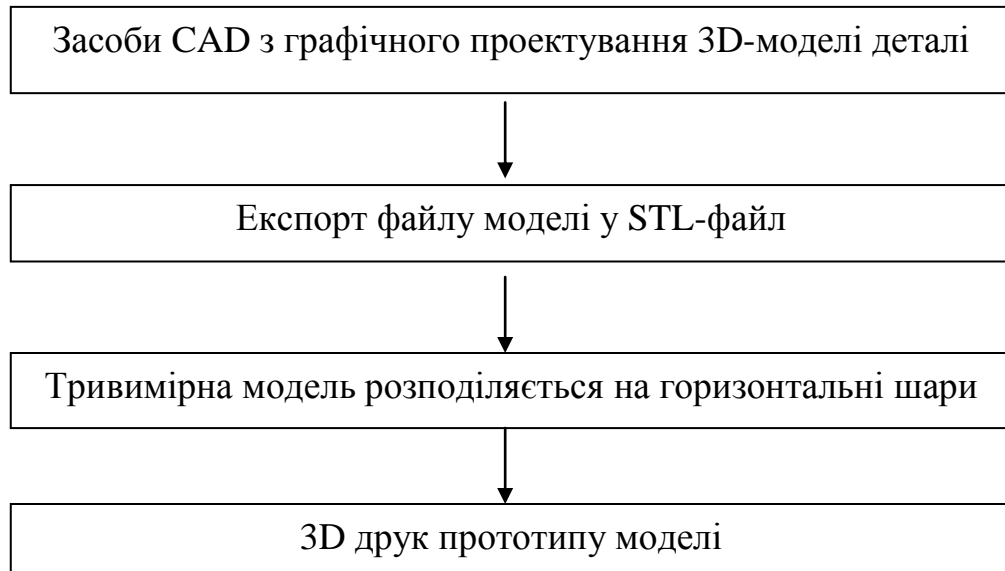 Засоби CAD з графічного проектування 3D-моделі деталі
Експорт файлу моделі у STL-файл
Тривимірна модель розподіляється на горизонтальні шари
3D друк прототипу моделі